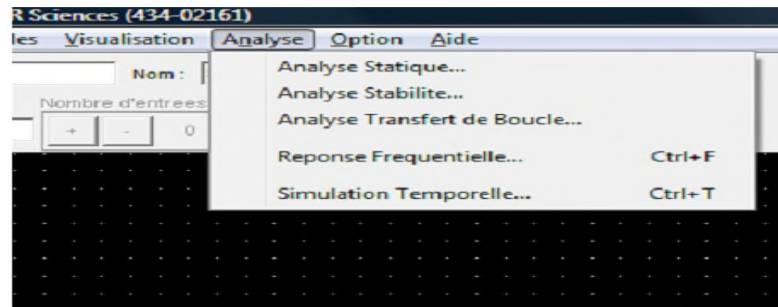 R Sciences (434-02161)
les Visualisation Analyse Option Aide
Nom :
Analyse Statique...
Nombre d'entrees
Analyse Stabilite...
+ - 0
Analyse Transfert de Boucle...
Reponse Frequentielle... Ctrl+F
Simulation Temporelle... Ctrl+T